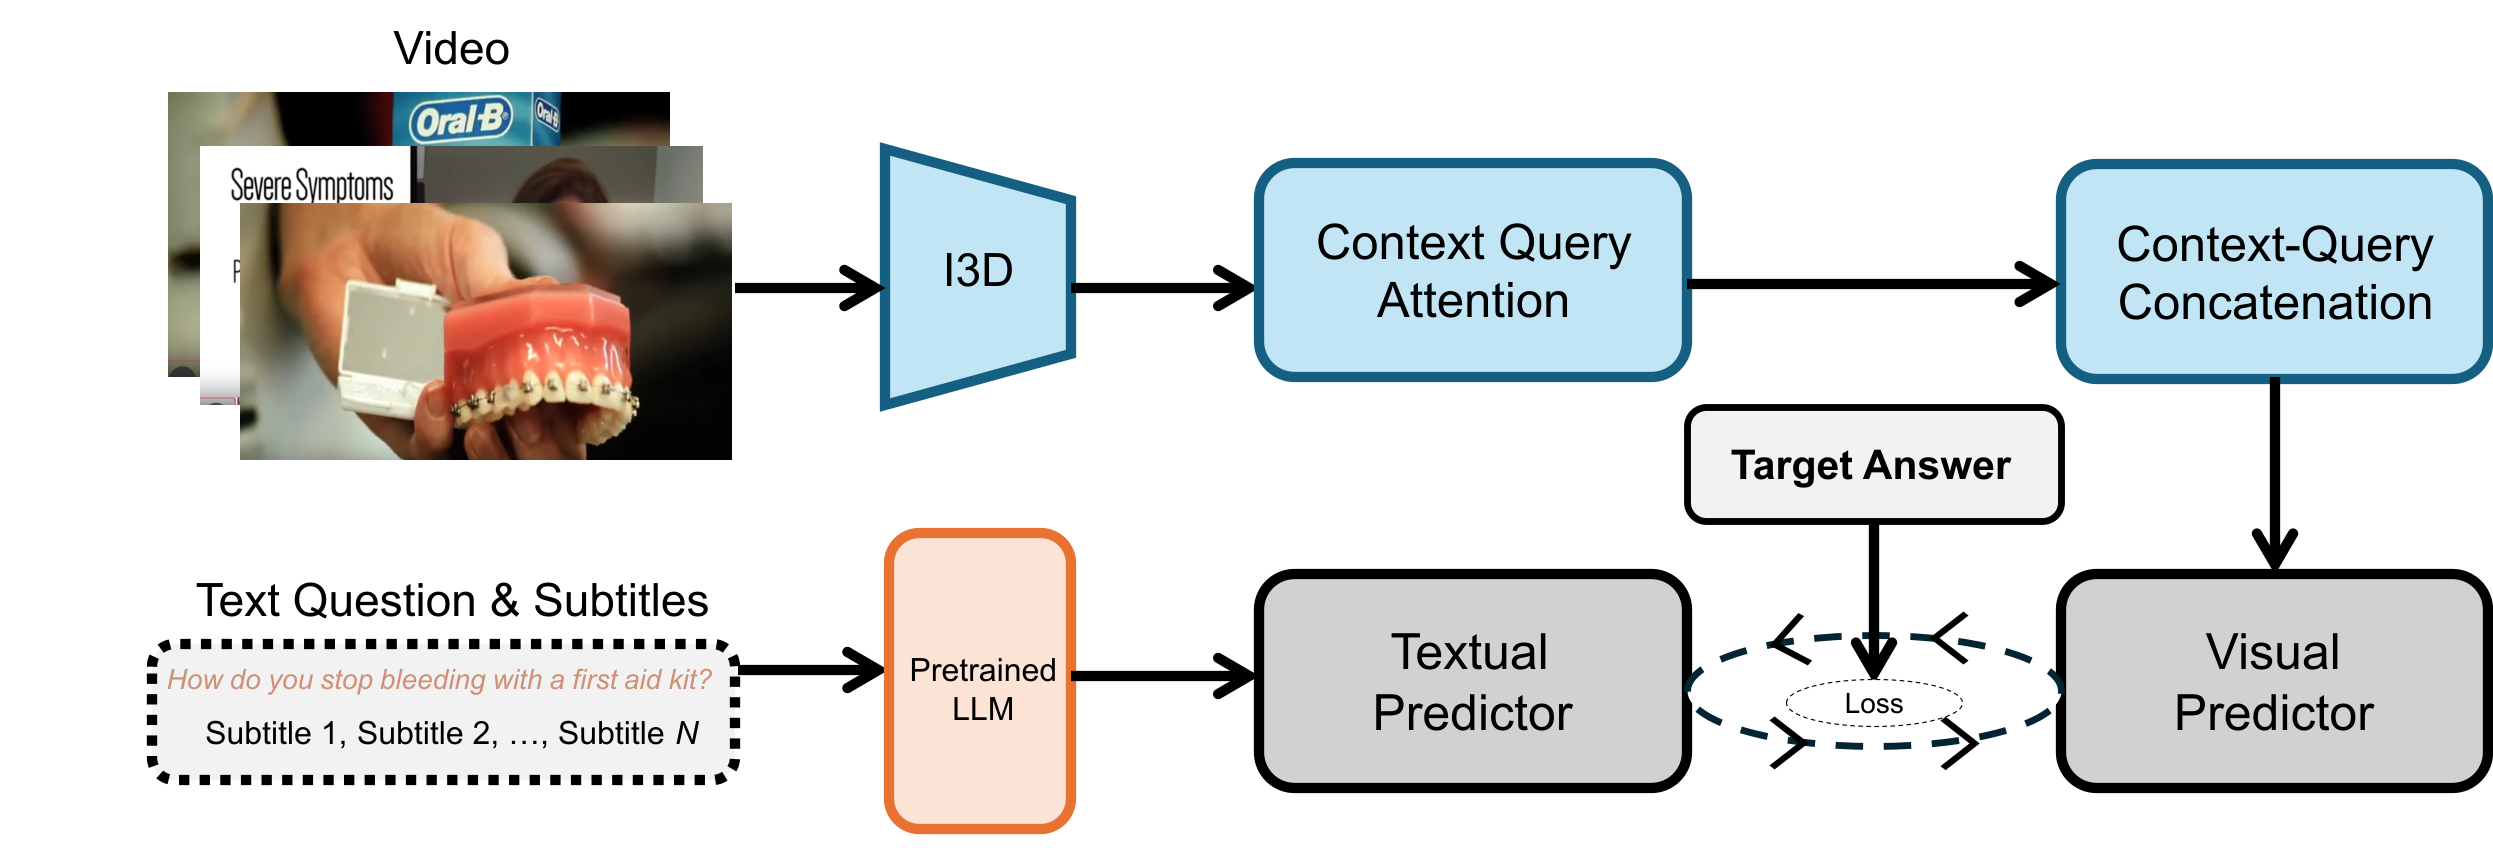 Video
Oral-B
Oral-B
Severe Symptoms
P
I3D
Context Query
Attention
Context-Query
Concatenation
Target Answer
Text Question & Subtitles
How do you stop bleeding with a first aid kit?
Subtitle 1, Subtitle 2, …, Subtitle N
Pretrained
LLM
Textual
Predictor
Loss
Visual
Predictor